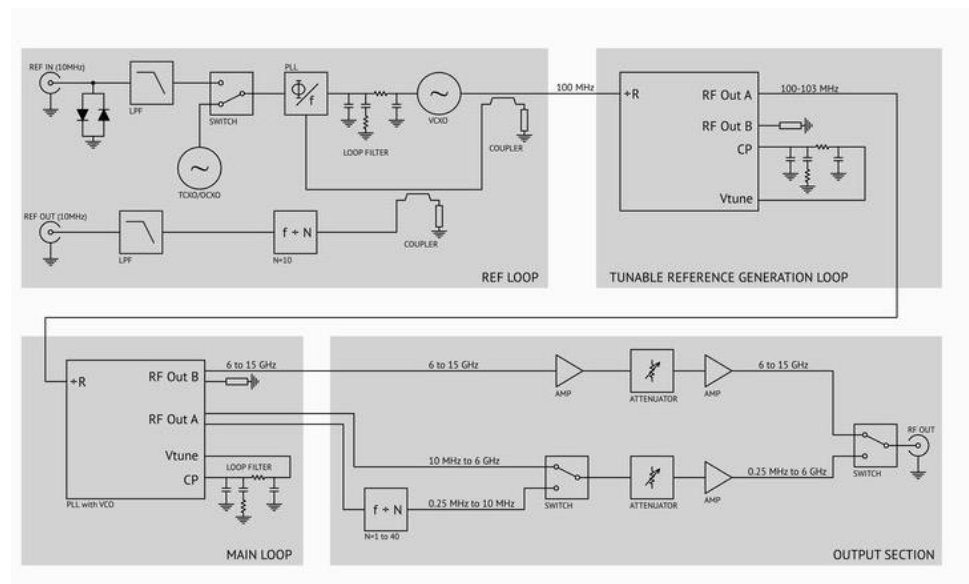 REF IN (10MHz)
LPF
SWITCH
TCXO/OCXO
PLL
Φ
f
LOOP FILTER
VCXO
COUPLER
REF OUT (10MHz)
LPF
f ÷ N
N=10
COUPLER
REF LOOP
100 MHz
÷R
RF Out A
100-103 MHz
RF Out B
CP
Vtune
TUNABLE REFERENCE GENERATION LOOP
÷R
RF Out B
6 to 15 GHz
RF Out A
Vtune
CP
LOOP FILTER
PLL with VCO
MAIN LOOP
6 to 15 GHz
AMP
ATTENUATOR
AMP
6 to 15 GHz
10 MHz to 6 GHz
f ÷ N
N=1 to 40
0.25 MHz to 10 MHz
SWITCH
ATTENUATOR
AMP
0.25 MHz to 6 GHz
SWITCH
RF OUT
OUTPUT SECTION